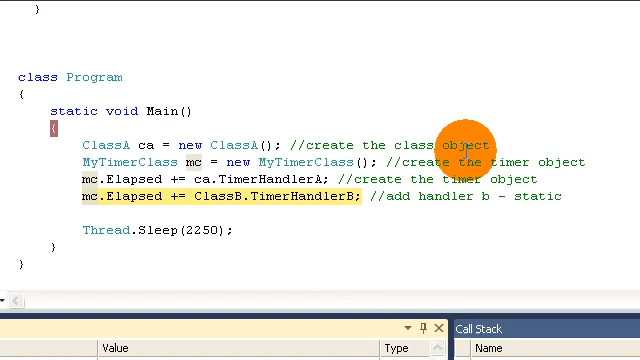 }
class Program
{
static void Main()
{
ClassA ca = new ClassA(); //create the class object
MyTimerClass mc = new MyTimerClass(); //create the timer object
mc.Elapsed += ca.TimerHandlerA; //create the timer object
mc.Elapsed += ClassB.TimerHandlerB; //add handler b - static
Thread.Sleep(2250);
}
}
Call Stack
Value Type Name